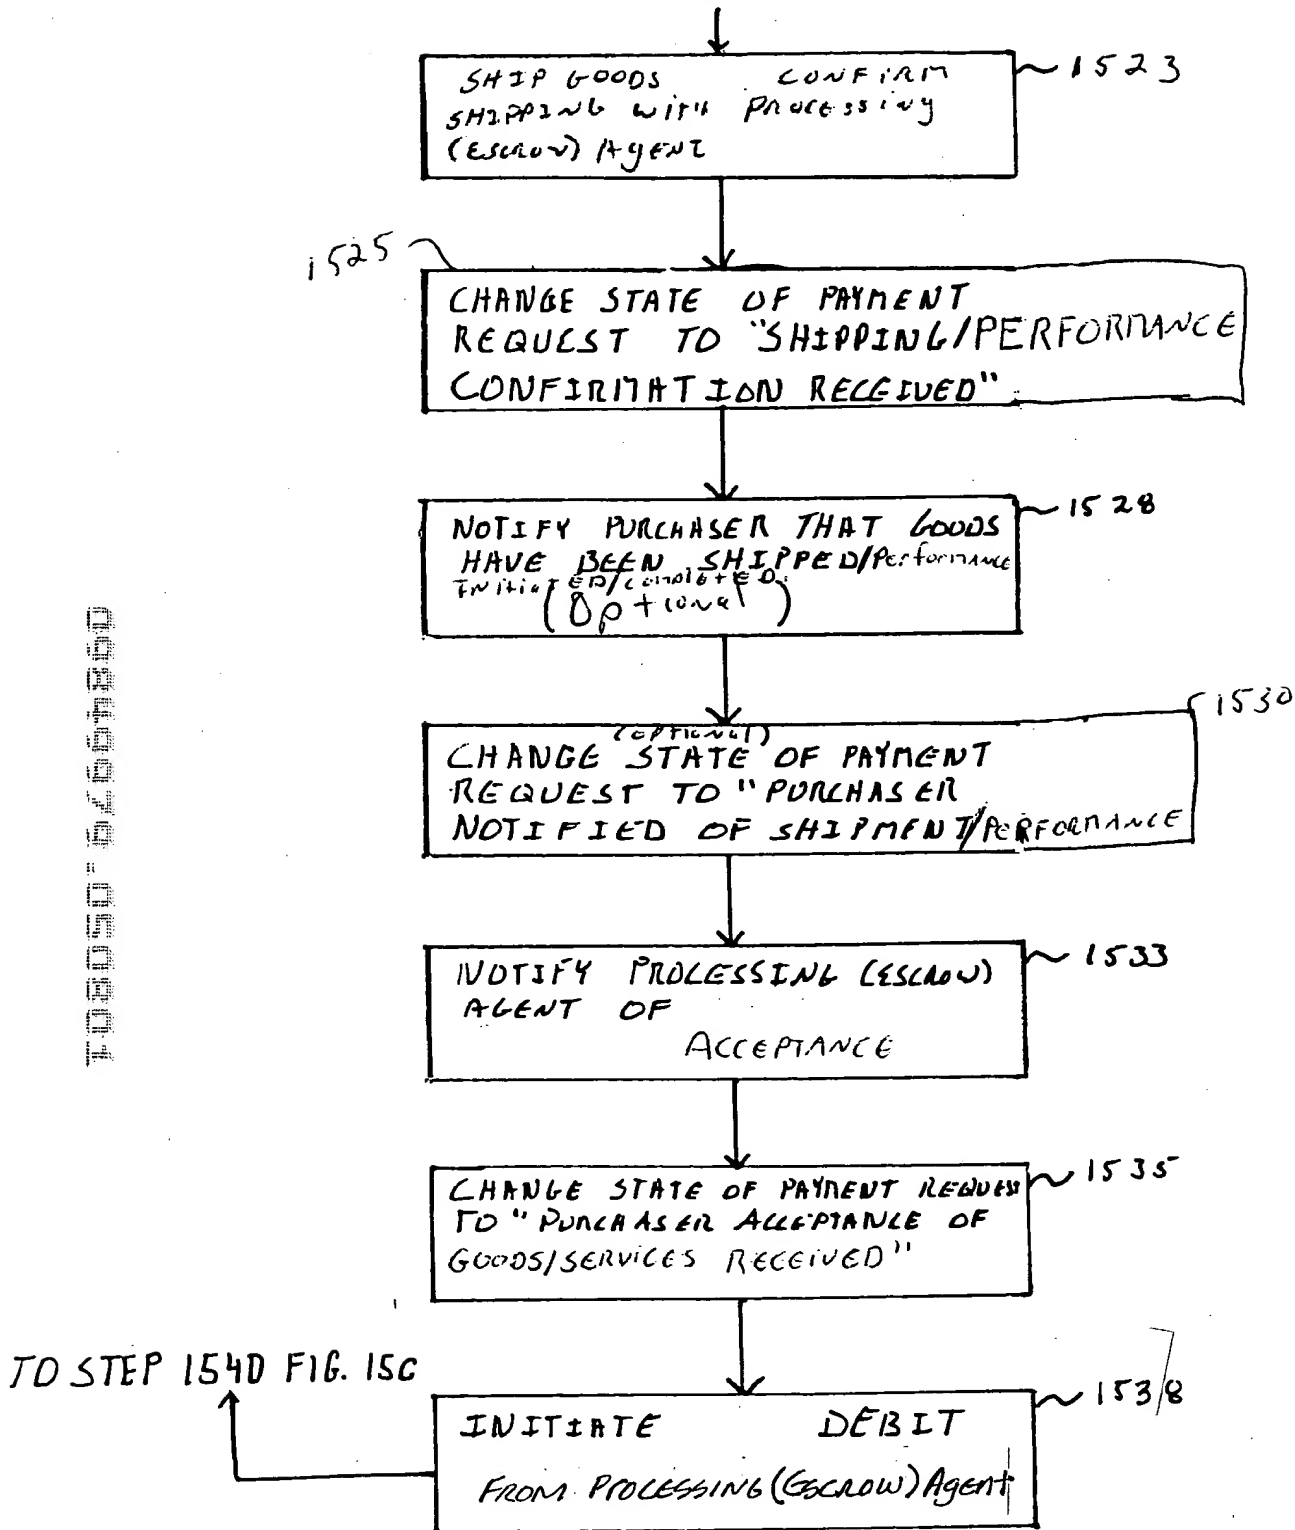 SHIP GOODS CONFIRM
SHIPPING WITH PROCESSING
(ESCROW) AGENT
1523
1525
CHANGE STATE OF PAYMENT
REQUEST TO "SHIPPING/PERFORMANCE
CONFIRMATION RECEIVED"
NOTIFY PURCHASER THAT GOODS
HAVE BEEN SHIPPED/Performance
INitiatED/completED.
(Optional)
1528
(optional)
CHANGE STATE OF PAYMENT
REQUEST TO "PURCHASER
NOTIFIED OF SHIPMENT/PERFORMANCE
1530
NOTIFY PROCESSING (ESCROW)
AGENT OF
ACCEPTANCE
1533
CHANGE STATE OF PAYMENT REQUEST
TO "PURCHASER ACCEPTANCE OF
GOODS/SERVICES RECEIVED"
1535
TO STEP 1540 FIG. 15C
INITIATE DEBIT
FROM PROCESSING (ESCROW) Agent
1538
09849979.050801